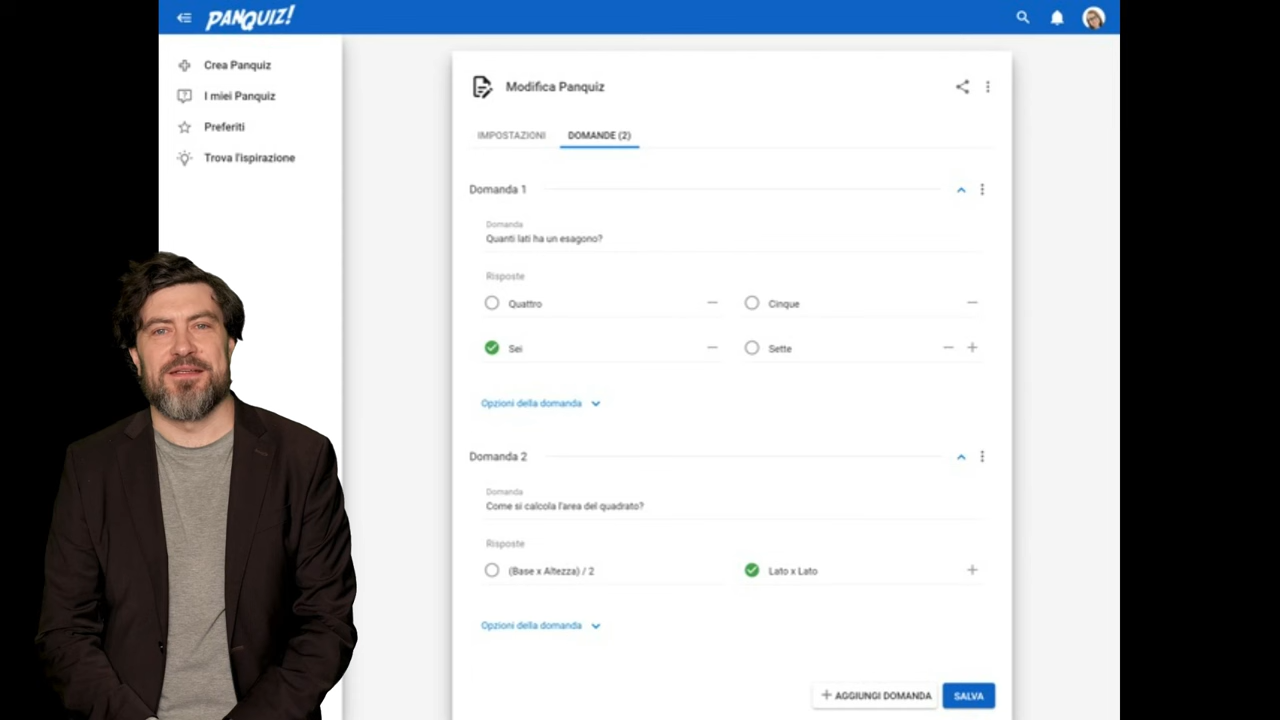 PANQUIZ!
Crea Panquiz
I miei Panquiz
Preferiti
Trova l'ispirazione
Modifica Panquiz
IMPOSTAZIONI
DOMANDE (2)
Domanda 1
Domanda
Quanti lati ha un esagono?
Risposte
Quattro
Cinque
Sei
Sette
Opzioni della domanda
Domanda 2
Domanda
Come si calcola l'area del quadrato?
Risposte
(Base x Altezza) / 2
Lato x Lato
Opzioni della domanda
AGGIUNGI DOMANDA
SALVA